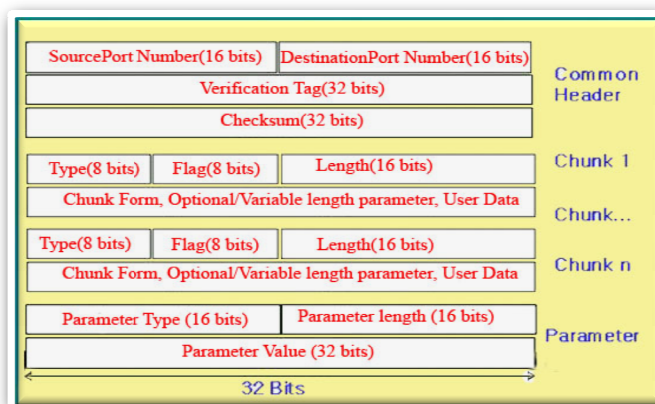 SourcePort Number(16 bits) DestinationPort Number(16 bits)
Verification Tag(32 bits)
Checksum(32 bits)
Common
Header
Type(8 bits) Flag(8 bits) Length(16 bits) Chunk 1
Chunk Form, Optional/Variable length parameter, User Data
Chunk...
Type(8 bits) Flag(8 bits) Length(16 bits)
Chunk Form, Optional/Variable length parameter, User Data Chunk n
Parameter Type (16 bits) Parameter length (16 bits)
Parameter
Parameter Value (32 bits)
32 Bits